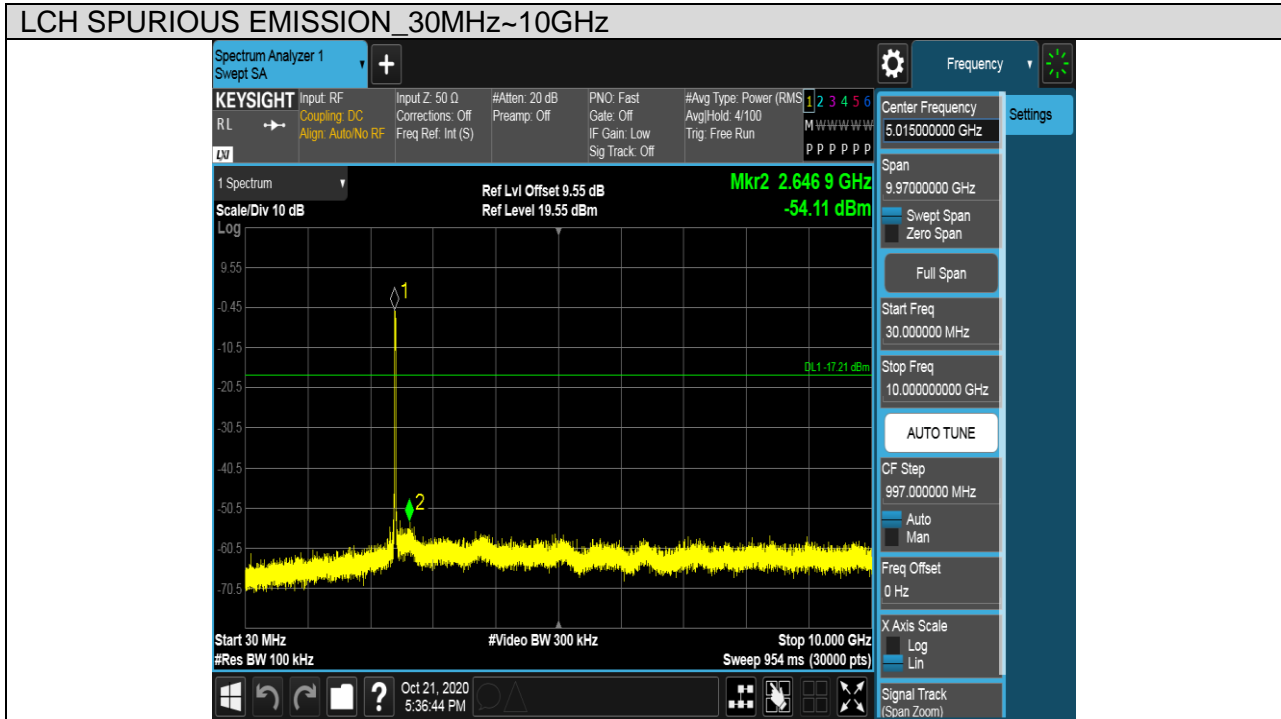 LCH SPURIOUS EMISSION_30MHz~10GHz
Spectrum Analyzer 1
Swept SA
+
Frequency
KEYSIGHT
RL
LXI
Input: RF
Coupling: DC
Align: Auto/No RF
Input Z: 50 Ω
Corrections: Off
Freq Ref: Int (S)
#Atten: 20 dB
Preamp: Off
PNO: Fast
Gate: Off
IF Gain: Low
Sig Track: Off
#Avg Type: Power (RMS
Avg|Hold: 4/100
Trig: Free Run
1 2 3 4 5 6
M W W W W W
P P P P P P
1 Spectrum
Scale/Div 10 dB
Ref Lvl Offset 9.55 dB
Ref Level 19.55 dBm
Mkr2 2.646 9 GHz
-54.11 dBm
Log
9.55
-0.45
-10.5
-20.5
-30.5
-40.5
-50.5
-60.5
-70.5
1
2
DL1 -17.21 dBm
Start 30 MHz
#Res BW 100 kHz
#Video BW 300 kHz
Stop 10.000 GHz
Sweep 954 ms (30000 pts)
?
Oct 21, 2020
5:36:44 PM
Center Frequency
5.015000000 GHz
Settings
Span
9.97000000 GHz
Swept Span
Zero Span
Full Span
Start Freq
30.000000 MHz
Stop Freq
10.000000000 GHz
AUTO TUNE
CF Step
997.000000 MHz
Auto
Man
Freq Offset
0 Hz
X Axis Scale
Log
Lin
Signal Track
(Span Zoom)